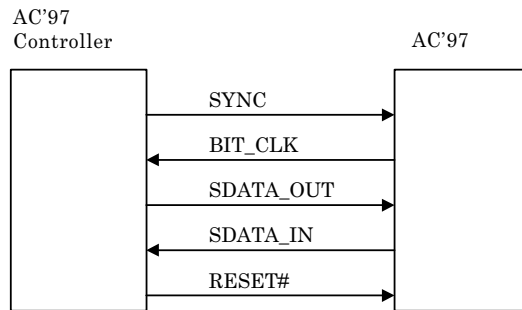 AC’97
Controller
AC’97
SYNC
BIT_CLK
SDATA_OUT
SDATA_IN
RESET#